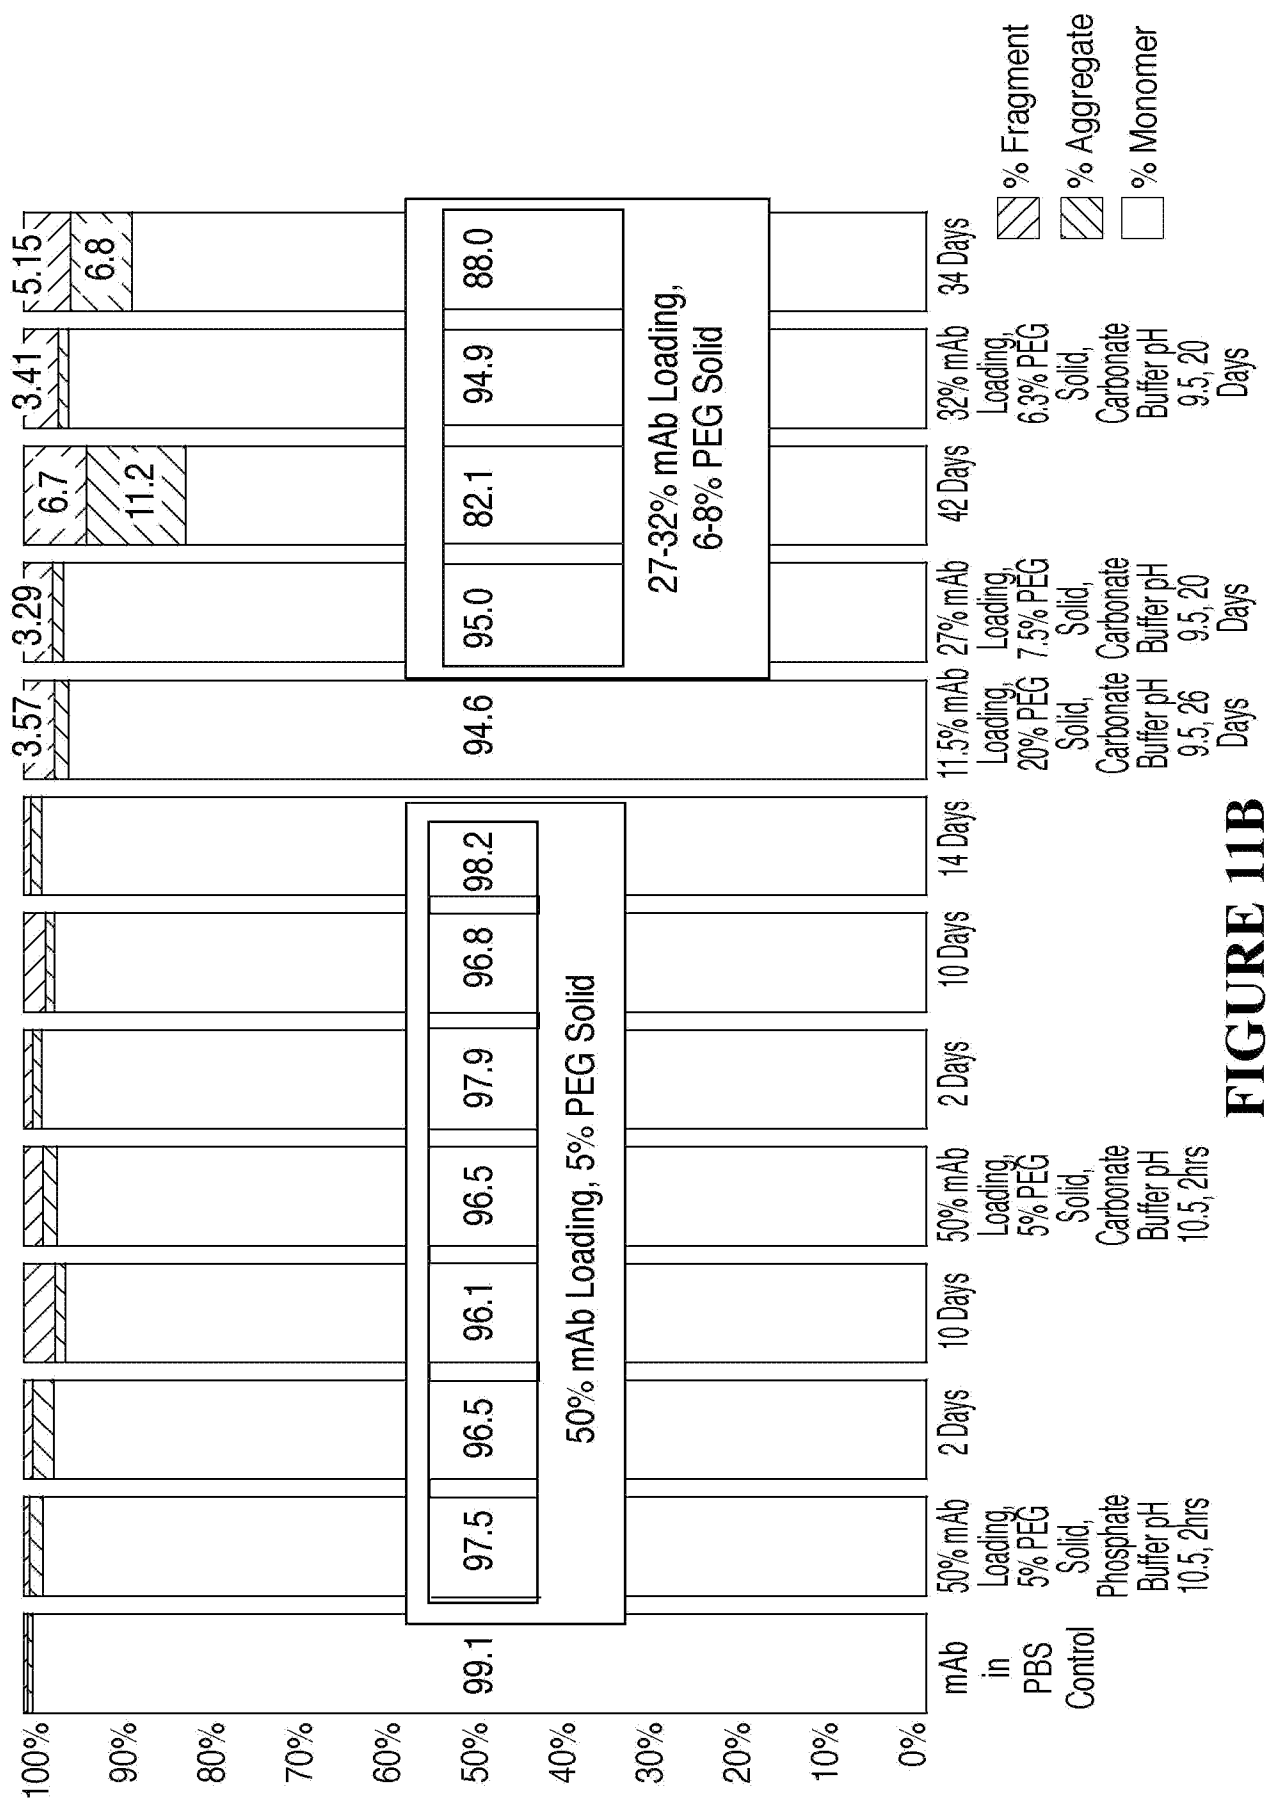 100%
90%
80%
70%
60%
50%
40%
30%
20%
10%
0%
3.57
3.29
6.7
11.2
3.41
5.15
6.8
99.1
97.5
96.5
96.1
96.5
97.9
96.8
98.2
50% mAb Loading, 5% PEG Solid
94.6
95.0
82.1
94.9
88.0
27-32% mAb Loading,
6-8% PEG Solid
mAb
in
PBS
Control
50% mAb
Loading,
5% PEG
Solid,
Phosphate
Buffer pH
10.5, 2hrs
2 Days
10 Days
50% mAb
Loading,
5% PEG
Solid,
Carbonate
Buffer pH
10.5, 2hrs
2 Days
10 Days
14 Days
11.5% mAb
Loading,
20% PEG
Solid,
Carbonate
Buffer pH
9.5, 26
Days
27% mAb
Loading,
7.5% PEG
Solid,
Carbonate
Buffer pH
9.5, 20
Days
42 Days
32% mAb
Loading,
6.3% PEG
Solid,
Carbonate
Buffer pH
9.5, 20
Days
34 Days
% Fragment
% Aggregate
% Monomer
FIGURE 11B